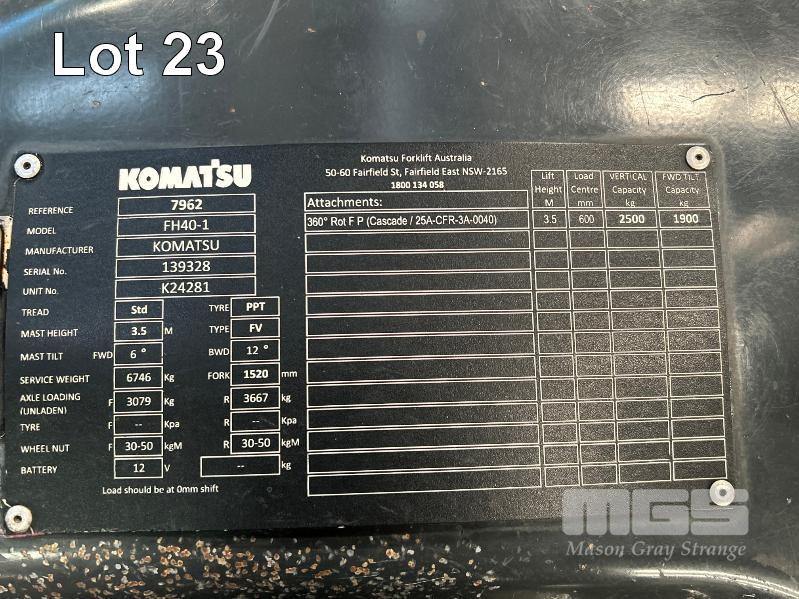 Lot 23
KOMATSU
Komatsu Forklift Australia
50-60 Fairfield St, Fairfield East NSW-2165
1800 134 058
REFERENCE 7962
MODEL FH40-1
MANUFACTURER KOMATSU
SERIAL No. 139328
UNIT No. K24281
TREAD Std TYRE PPT
MAST HEIGHT 3.5 M TYPE FV
MAST TILT FWD 6 ° BWD 12 °
SERVICE WEIGHT 6746 Kg FORK 1520 mm
AXLE LOADING (UNLADEN) F 3079 Kg R 3667 kg
TYRE F -- Kpa R -- Kpa
WHEEL NUT F 30-50 kgM R 30-50 kgM
BATTERY 12 V -- kg
Load should be at 0mm shift
Attachments: Lift Height M Load Centre mm VERTICAL Capacity kg FWD TILT Capacity kg
360° Rot F P (Cascade / 25A-CFR-3A-0040) 3.5 600 2500 1900
MGS
Mason Gray Strange